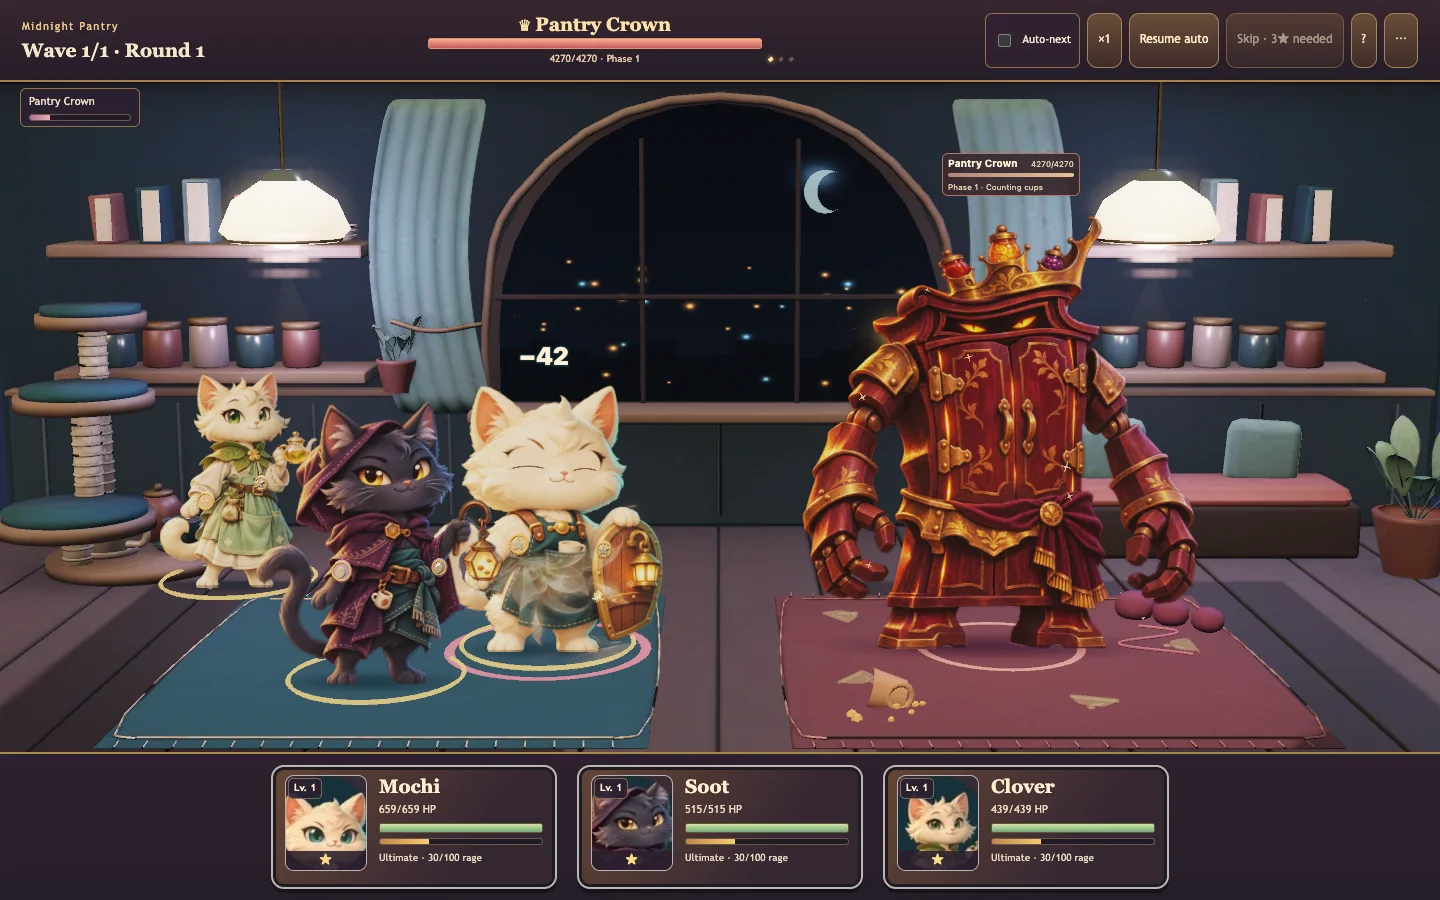 Midnight Pantry
Wave 1/1 · Round 1
♛ Pantry Crown
4270/4270 · Phase 1
Auto-next
×1
Resume auto
Skip · 3★ needed
?
...
Pantry Crown
Pantry Crown 4270/4270
Phase 1 · Counting cups
−42
Lv. 1
Mochi
659/659 HP
Ultimate · 30/100 rage
Lv. 1
Soot
515/515 HP
Ultimate · 30/100 rage
Lv. 1
Clover
439/439 HP
Ultimate · 30/100 rage